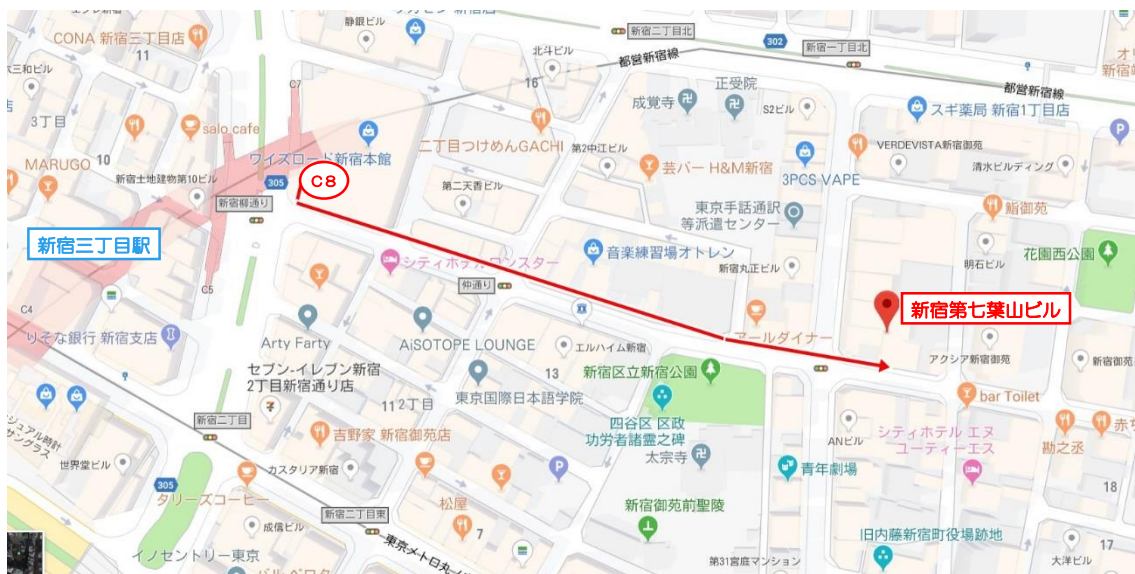 静銀ビル
新宿二丁目北
302
新宿一丁目北
CONA 新宿三丁目店
11
北斗ビル
都営新宿線
三和ビル
16
正受院
都営新宿線
C7
成覚寺
S2ビル
スギ薬局 新宿1丁目店
3丁目
salo cafe
二丁目つけめんGACHI
第2中江ビル
VERDEVISTA新宿御苑
MARUGO
10
ワイズロード新宿本館
芸バー H&M新宿
清水ビルディング
新宿土地建物第10ビル
305
C8
第二天香ビル
3PCS VAPE
新宿柳通り
東京手話通訳
等派遣センター
鮨御苑
新宿三丁目駅
音楽練習場オトレン
花園西公園
シティホテル ロンスター
新宿丸正ビル
明石ビル
仲通り
C5
C4
新宿第七葉山ビル
りそな銀行 新宿支店
Arty Farty
AiSOTOPE LOUNGE
エルハイム新宿
アールダイナー
アクシア新宿御苑
新宿御苑
セブン-イレブン新宿
2丁目新宿通り店
13
新宿区立新宿公園
東京国際日本語学院
bar Toilet
11
2丁目
四谷区 区政
功労者諸霊之碑
新宿二丁目
吉野家 新宿御苑店
ANビル
シティホテル エヌ
ユーティーエス
勘之丞
サングラス
世界堂ビル
カスタリア新宿
太宗寺
青年劇場
305
タリーズコーヒー
松屋
18
新宿二丁目東
新宿御苑前聖陵
成信ビル
7
旧内藤新宿町役場跡地
17
イノセントリー東京
東京メトロ丸ノ
第31宮庭マンション
大洋ビル